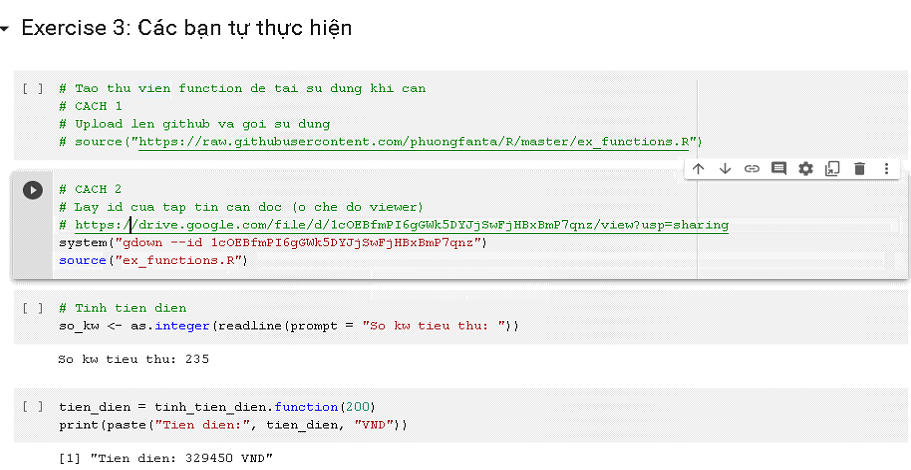 Exercise 3: Các bạn tự thực hiện
[ ] # Tao thu vien function de tai su dung khi can
# CACH 1
# Upload len github va goi su dung
# source("https://raw.githubusercontent.com/phuongfanta/R/master/ex_functions.R")
# CACH 2
# Lay id cua tap tin can doc (o che do viewer)
# https://drive.google.com/file/d/1cOEBfmPI6gGWk5DYJjSwFjHBxBmP7qnz/view?usp=sharing
system("gdown --id 1cOEBfmPI6gGWk5DYJjSwFjHBxBmP7qnz")
source("ex_functions.R")
[ ] # Tinh tien dien
so_kw <- as.integer(readline(prompt = "So kw tieu thu: "))
So kw tieu thu: 235
[ ] tien_dien = tinh_tien_dien.function(200)
print(paste("Tien dien:", tien_dien, "VND"))
[1] "Tien dien: 329450 VND"